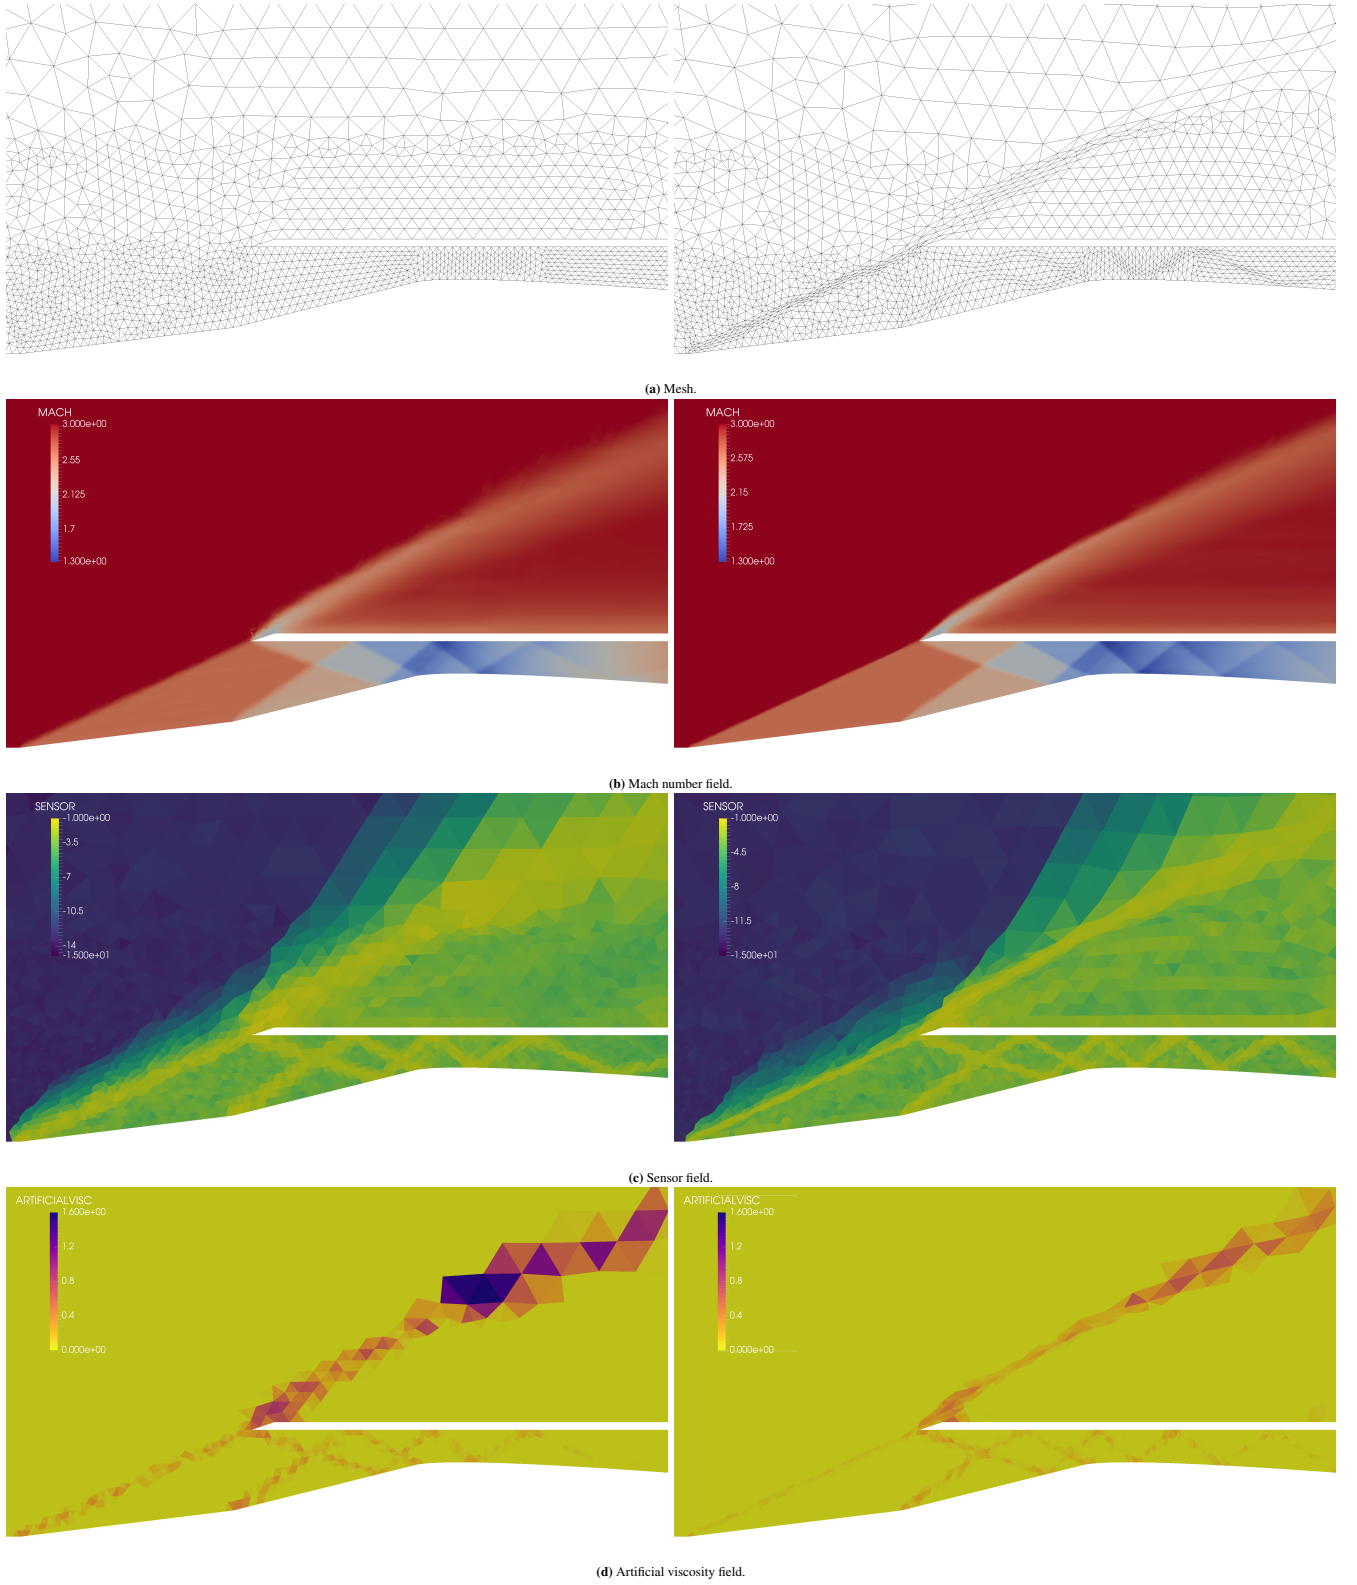 (a) Mesh.
MACH
3.000e+00
2.55
2.125
1.7
1.300e+00
MACH
3.000e+00
2.575
2.15
1.725
1.300e+00
(b) Mach number field.
SENSOR
-1.000e+00
-3.5
-7
-10.5
-14
-1.500e+01
SENSOR
-1.000e+00
-4.5
-8
-11.5
-1.500e+01
(c) Sensor field.
ARTIFICIALVISC
1.600e+00
1.2
0.8
0.4
0.000e+00
ARTIFICIALVISC
1.600e+00
1.2
0.8
0.4
0.000e+00
(d) Artificial viscosity field.